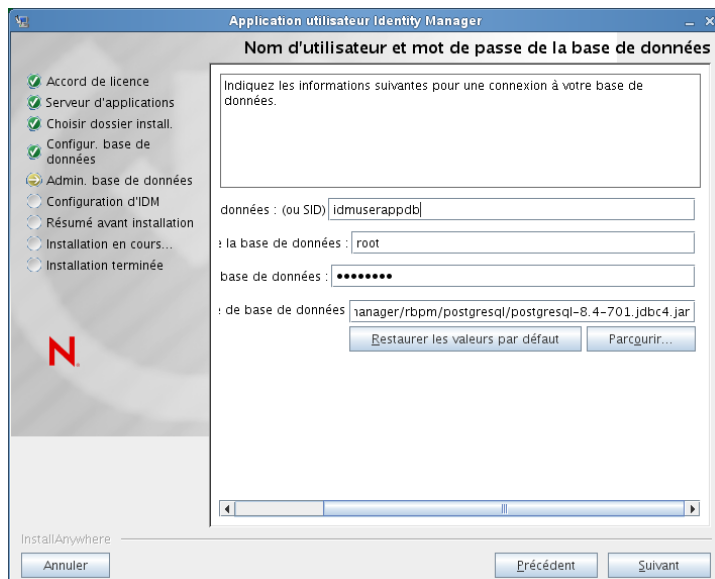 Application utilisateur Identity Manager
Nom d'utilisateur et mot de passe de la base de données
Accord de licence
Serveur d'applications
Choisir dossier install.
Configur. base de
données
Admin. base de données
Configuration d'IDM
Résumé avant installation
Installation en cours...
Installation terminée
N
Indiquez les informations suivantes pour une connexion à votre base de
données.
données : (ou SID) idmuserappdb
la base de données : root
base de données : ••••••••
de base de données anager/rbpm/postgresql/postgresql-8.4-701.jdbc4.jar
Restaurer les valeurs par défaut Parcourir...
InstallAnywhere
Annuler Précédent Suivant